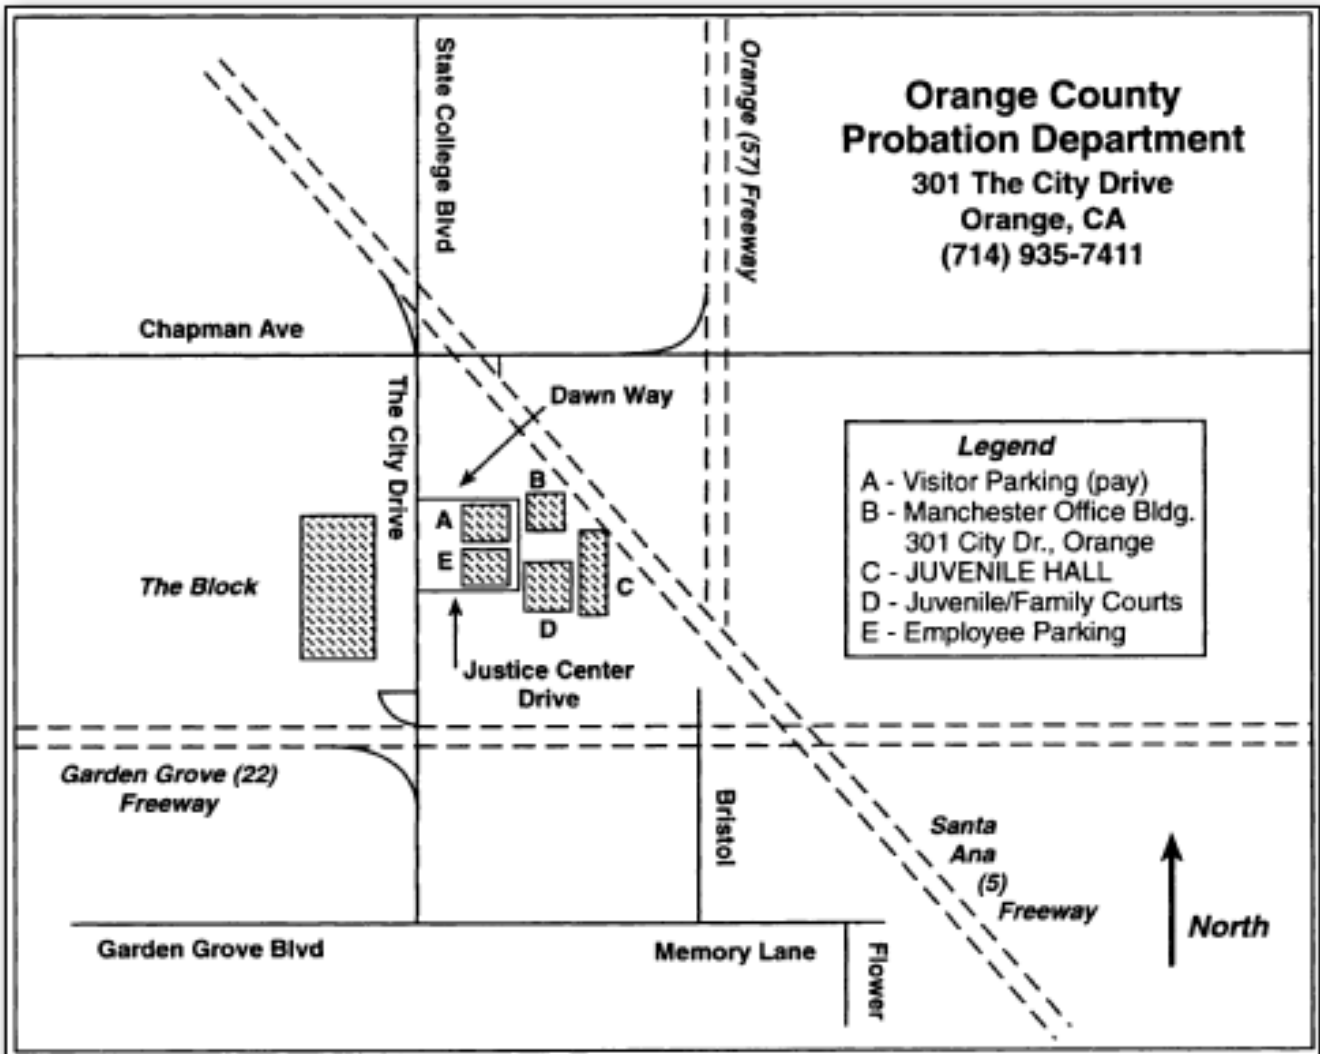 Orange County
Probation Department
301 The City Drive
Orange, CA
(714) 935-7411
State College Blvd
Orange (57) Freeway
Chapman Ave
The City Drive
Dawn Way
B
A
E
C
D
The Block
Justice Center
Drive
Legend
A - Visitor Parking (pay)
B - Manchester Office Bldg.
301 City Dr., Orange
C - JUVENILE HALL
D - Juvenile/Family Courts
E - Employee Parking
Garden Grove (22)
Freeway
Bristol
Santa
Ana
(5)
Freeway
North
Garden Grove Blvd
Memory Lane
Flower